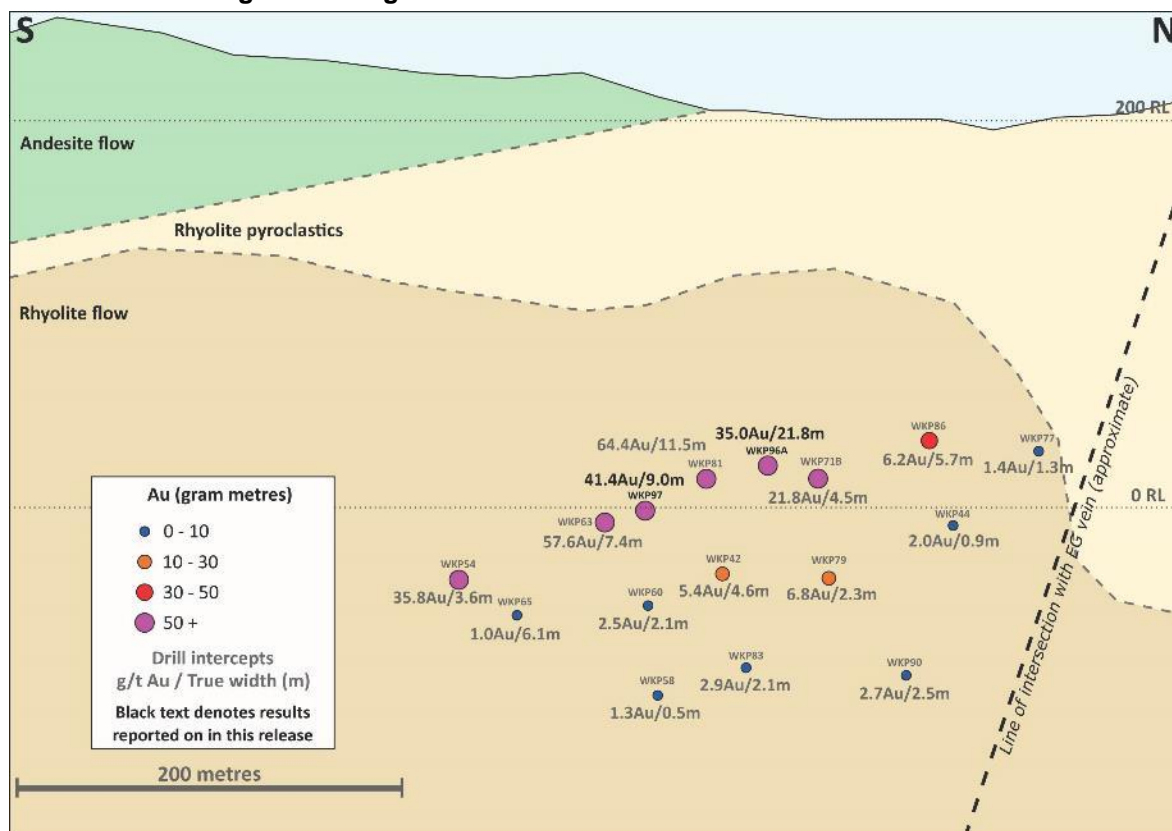 S
N
200 RL
Andesite flow
Rhyolite pyroclastics
Rhyolite flow
35.0Au/21.8m
WKP96A
64.4Au/11.5m
WKP81
WKP86
6.2Au/5.7m
WKP77
1.4Au/1.3m
41.4Au/9.0m
WKP97
WKP71B
21.8Au/4.5m
0 RL
WKP63
57.6Au/7.4m
WKP44
2.0Au/0.9m
WKP54
35.8Au/3.6m
WKP42
5.4Au/4.6m
WKP79
6.8Au/2.3m
WKP65
1.0Au/6.1m
WKP60
2.5Au/2.1m
WKP83
2.9Au/2.1m
WKP90
2.7Au/2.5m
WKP58
1.3Au/0.5m
Line of intersection with EG vein (approximate)
Au (gram metres)
0 - 10
10 - 30
30 - 50
50 +
Drill intercepts
g/t Au / True width (m)
Black text denotes results
reported on in this release
200 metres